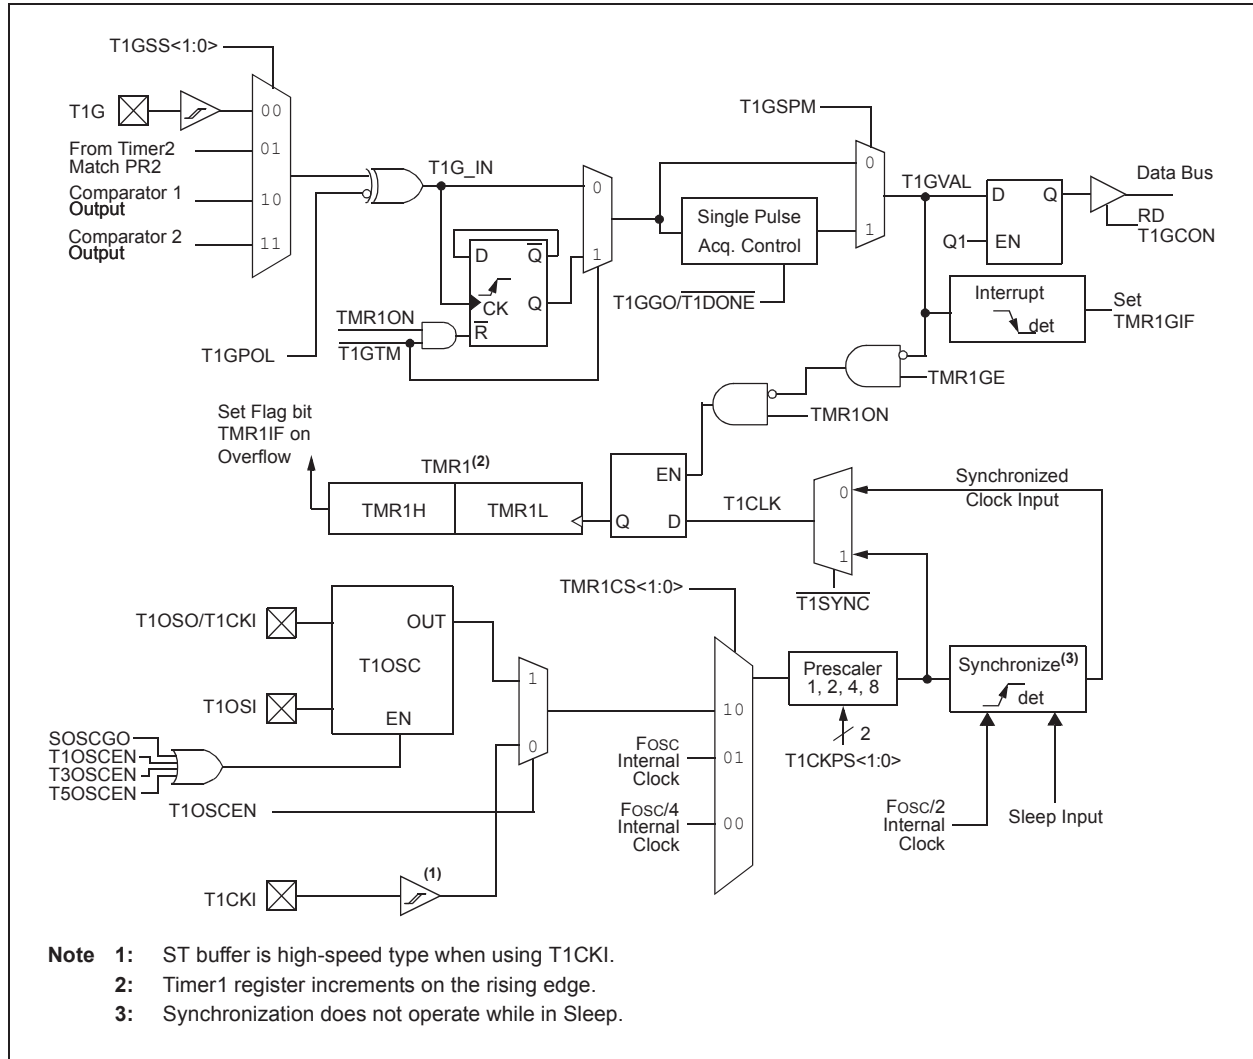 T1GSS<1:0>
T1G
00
From Timer2
Match PR2
01
Comparator 1
Output
10
Comparator 2
Output
11
T1GPOL
T1G_IN
D
Q
CK
Q
R
TMR1ON
T1GTM
0
1
Single Pulse
Acq. Control
T1GGO/T1DONE
T1GSPM
0
1
T1GVAL
D
Q
Q1
EN
Data Bus
RD
T1GCON
Interrupt
det
Set
TMR1GIF
TMR1GE
TMR1ON
Set Flag bit
TMR1IF on
Overflow
TMR1(2)
TMR1H
TMR1L
EN
Q
D
T1CLK
0
1
T1SYNC
Synchronized
Clock Input
TMR1CS<1:0>
T1OSO/T1CKI
OUT
T1OSC
T1OSI
EN
SOSCGO
T1OSCEN
T3OSCEN
T5OSCEN
T1OSCEN
1
0
T1CKI
(1)
10
FOSC
Internal
Clock
01
FOSC/4
Internal
Clock
00
Prescaler
1, 2, 4, 8
2
T1CKPS<1:0>
Synchronize(3)
det
FOSC/2
Internal
Clock
Sleep Input
Note 1: ST buffer is high-speed type when using T1CKI.
2: Timer1 register increments on the rising edge.
3: Synchronization does not operate while in Sleep.